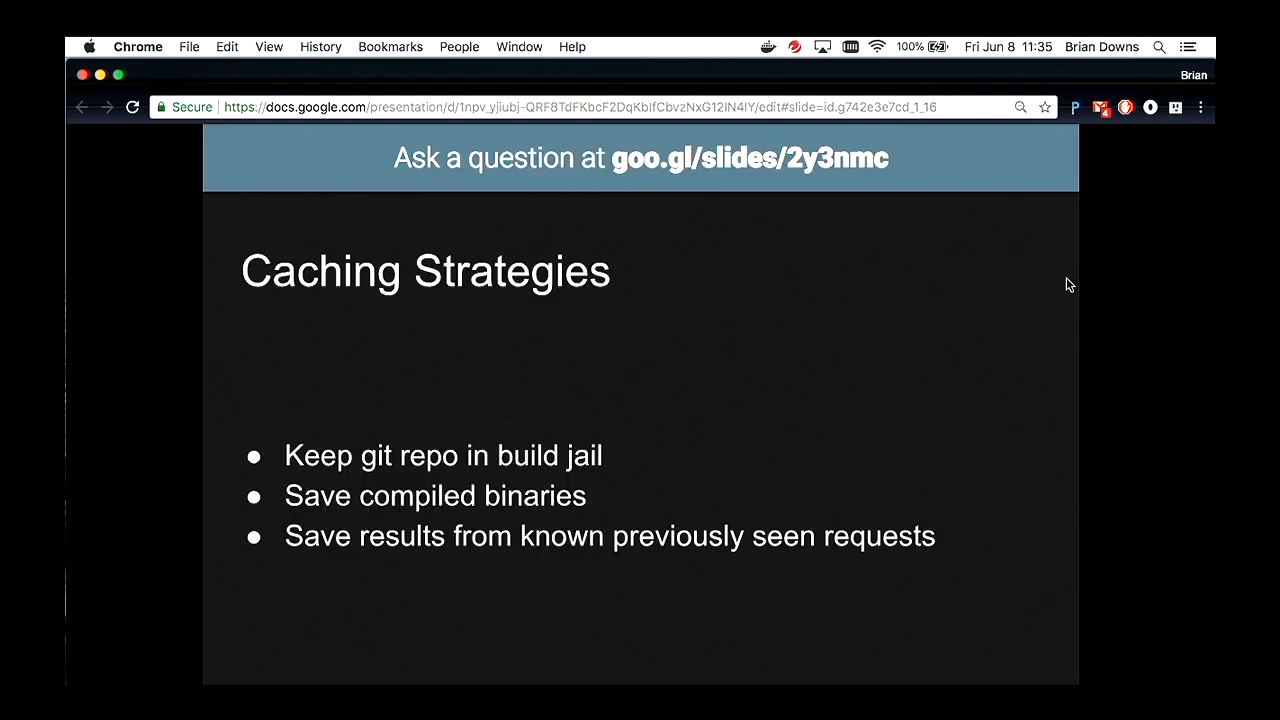 Chrome File Edit View History Bookmarks People Window Help 100% Fri Jun 8 11:35 Brian Downs
Brian
Secure https://docs.google.com/presentation/d/1npv_yjiubj-QRF8TdFKbcF2DqKbIfCbvzNxG12IN4IY/edit#slide=id.g742e3e7cd_1_16
Ask a question at goo.gl/slides/2y3nmc
Caching Strategies
● Keep git repo in build jail
● Save compiled binaries
● Save results from known previously seen requests